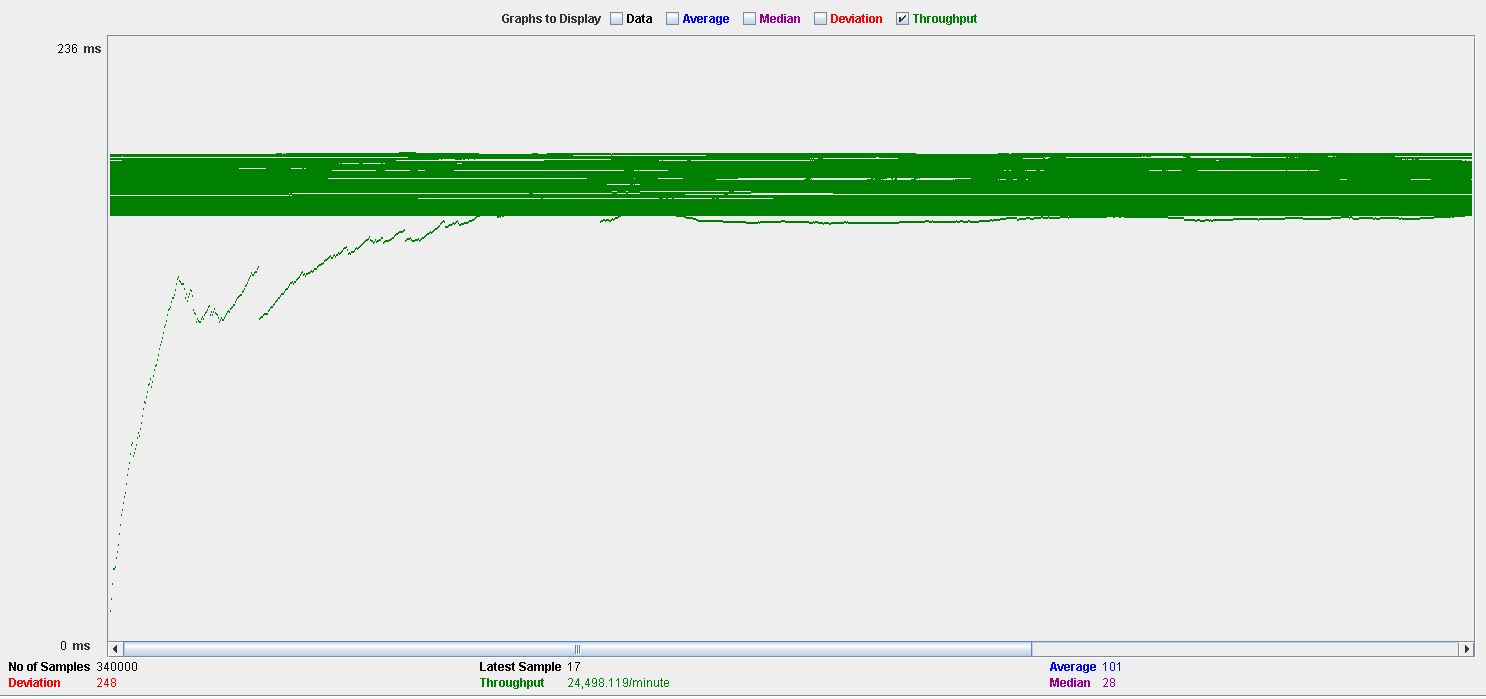 Graphs to Display Data Average Median Deviation Throughput
236 ms
0 ms
No of Samples 340000 Latest Sample 17 Average 101
Deviation 248 Throughput 24,498.119/minute Median 28